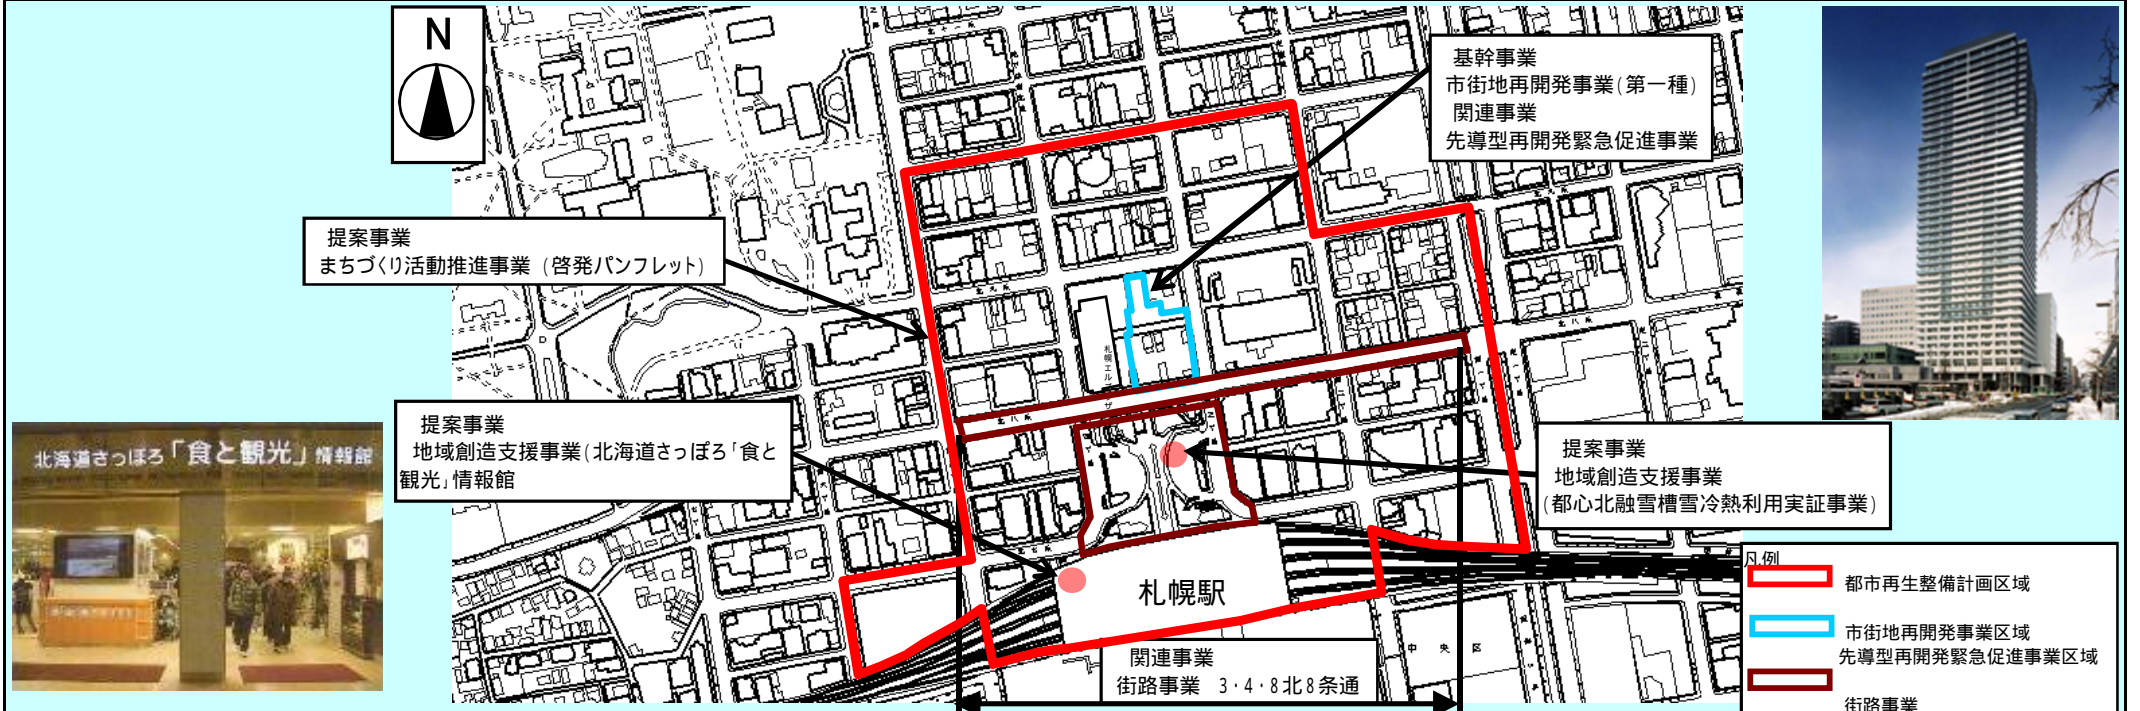 N
基幹事業
市街地再開発事業(第一種)
関連事業
先導型再開発緊急促進事業
提案事業
まちづくり活動推進事業 (啓発パンフレット)
提案事業
地域創造支援事業(北海道さっぽろ「食と
観光」情報館
北海道さっぽろ「食と観光」情報館
提案事業
地域創造支援事業
(都心北融雪槽雪冷熱利用実証事業)
札幌駅
関連事業
街路事業 3・4・8北8条通
中央区
北八条
北八条
凡例
都市再生整備計画区域
市街地再開発事業区域
先導型再開発緊急促進事業区域
街路事業